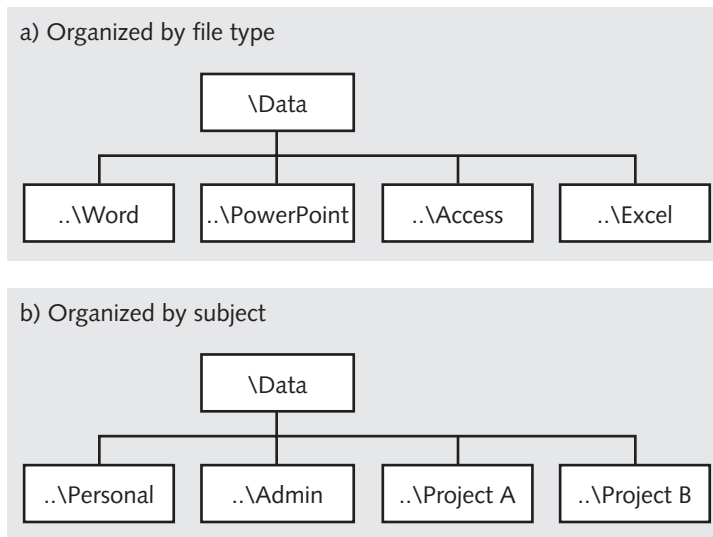 a) Organized by file type
\Data
..\Word ..\PowerPoint ..\Access ..\Excel
b) Organized by subject
\Data
..\Personal ..\Admin ..\Project A ..\Project B